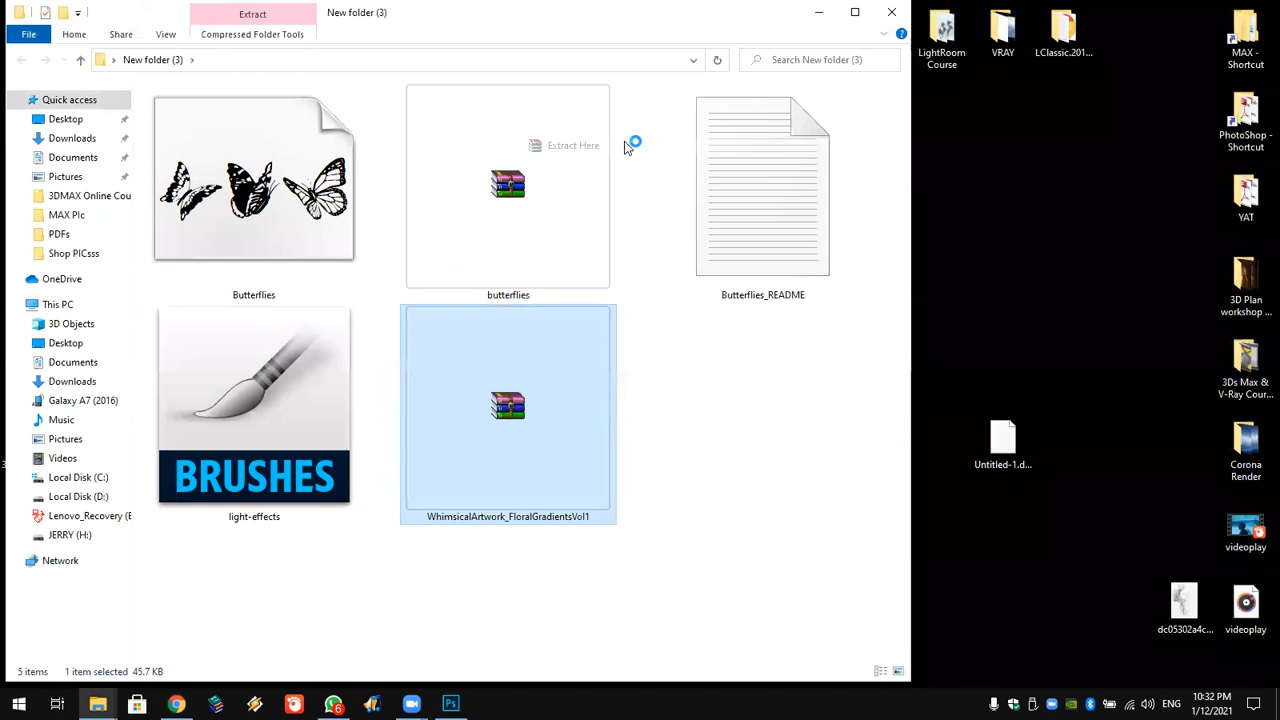 Extract
New folder (3)
File
Home
Share
View
Compressed Folder Tools
New folder (3)
Search New folder (3)
Quick access
Desktop
Downloads
Documents
Pictures
3DMAX Online Cou
MAX PIc
PDFs
Shop PICsss
OneDrive
This PC
3D Objects
Desktop
Documents
Downloads
Galaxy A7 (2016)
Music
Pictures
Videos
Local Disk (C:)
Local Disk (D:)
Lenovo_Recovery (E
JERRY (H:)
Network
Extract Here
Butterflies
butterflies
Butterflies_README
BRUSHES
light-effects
WhimsicalArtwork_FloralGradientsVol1
5 items
1 item selected 45.7 KB
LightRoom
Course
VRAY
LClassic.201...
MAX -
Shortcut
PhotoShop -
Shortcut
YAT
3D Plan
workshop ...
3Ds Max &
V-Ray Cour...
Untitled-1.d...
Corona
Render
videoplay
dc05302a4c...
videoplay
6
Ps
ENG
10:32 PM
1/12/2021